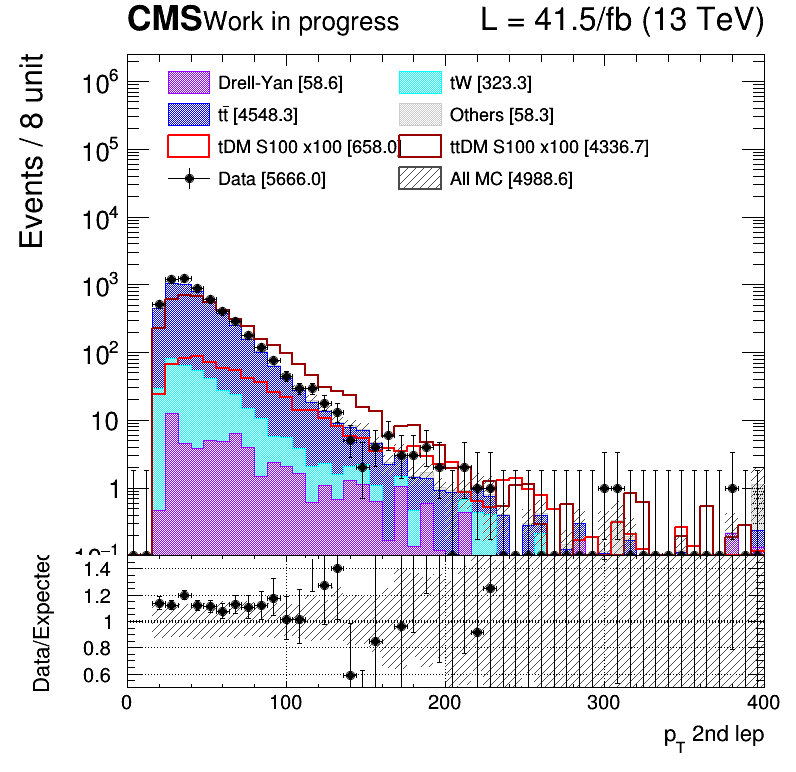 CMS Work in progress L = 41.5/fb (13 TeV)
Events / 8 unit
10⁶
10⁵
10⁴
10³
10²
10
1
10⁻¹
Drell-Yan [58.6] tW [323.3]
tt̄ [4548.3] Others [58.3]
tDM S100 x100 [658.0] ttDM S100 x100 [4336.7]
Data [5666.0] All MC [4988.6]
Data/Expected
1.4
1.2
1
0.8
0.6
0 100 200 300 400
p_T 2nd lep